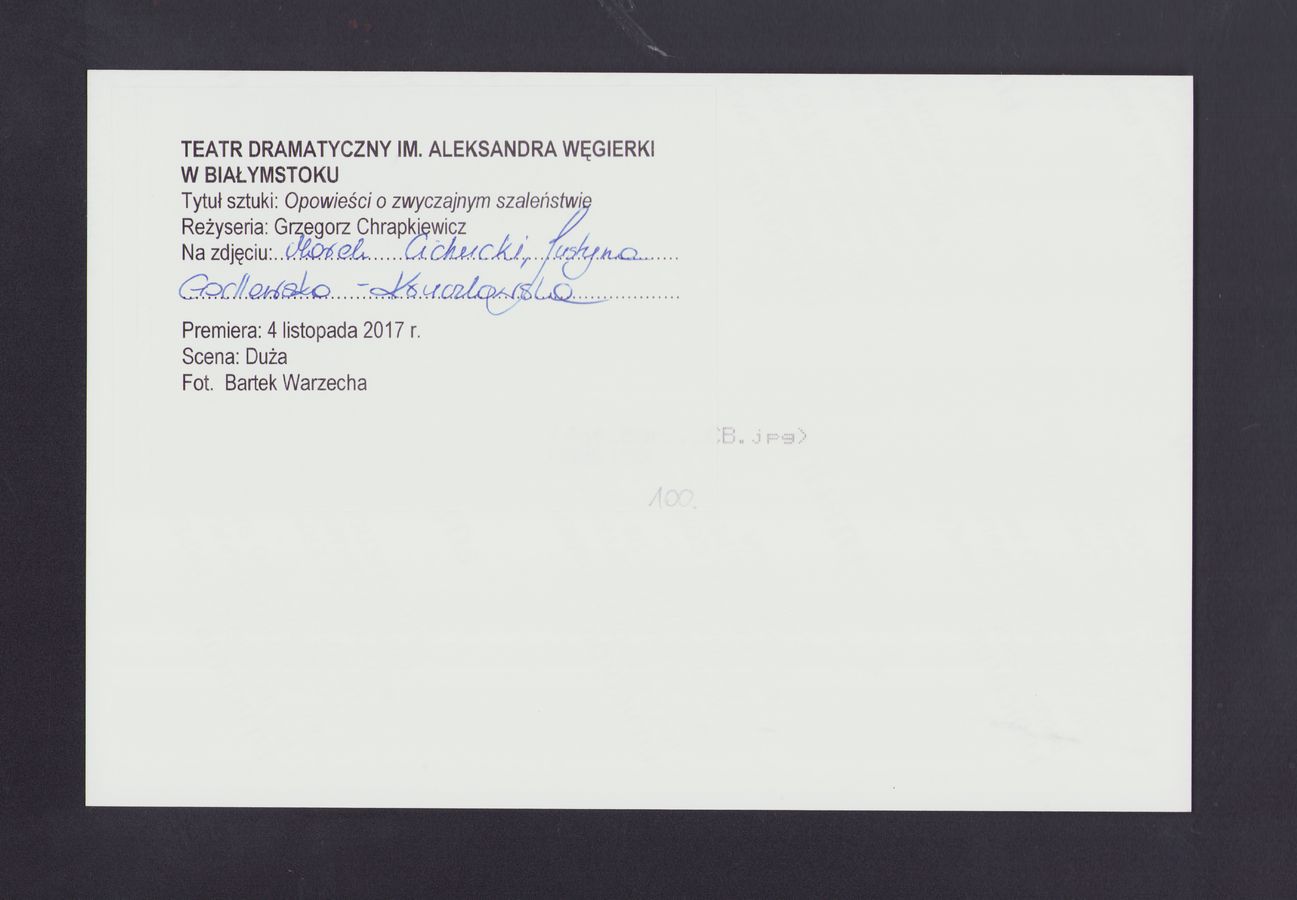 TEATR DRAMATYCZNY IM. ALEKSANDRA WĘGIERKI
W BIAŁYMSTOKU
Tytuł sztuki: Opowieści o zwyczajnym szaleństwie
Reżyseria: Grzegorz Chrapkiewicz
Na zdjęciu: Marek Cichucki, Justyna
Godlewska - Kruczkowska
Premiera: 4 listopada 2017 r.
Scena: Duża
Fot. Bartek Warzecha
B.jpg>
100.